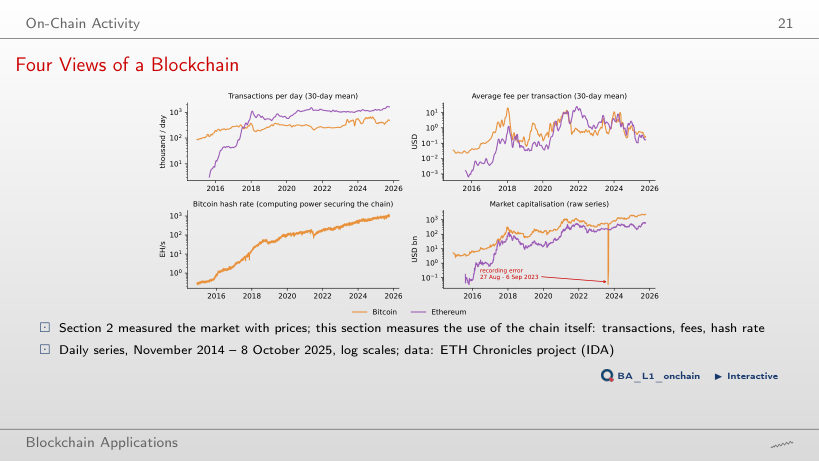 On-Chain Activity
21
Four Views of a Blockchain
Transactions per day (30-day mean)
thousand / day
10³
10²
10¹
2016 2018 2020 2022 2024 2026
Average fee per transaction (30-day mean)
USD
10¹
10⁰
10⁻¹
10⁻²
10⁻³
2016 2018 2020 2022 2024 2026
Bitcoin hash rate (computing power securing the chain)
EH/s
10³
10²
10¹
10⁰
2016 2018 2020 2022 2024 2026
Market capitalisation (raw series)
USD bn
10³
10²
10¹
10⁰
10⁻¹
recording error
27 Aug - 6 Sep 2023
2016 2018 2020 2022 2024 2026
Bitcoin Ethereum
Section 2 measured the market with prices; this section measures the use of the chain itself: transactions, fees, hash rate
Daily series, November 2014 – 8 October 2025, log scales; data: ETH Chronicles project (IDA)
BA_L1_onchain ▶ Interactive
Blockchain Applications